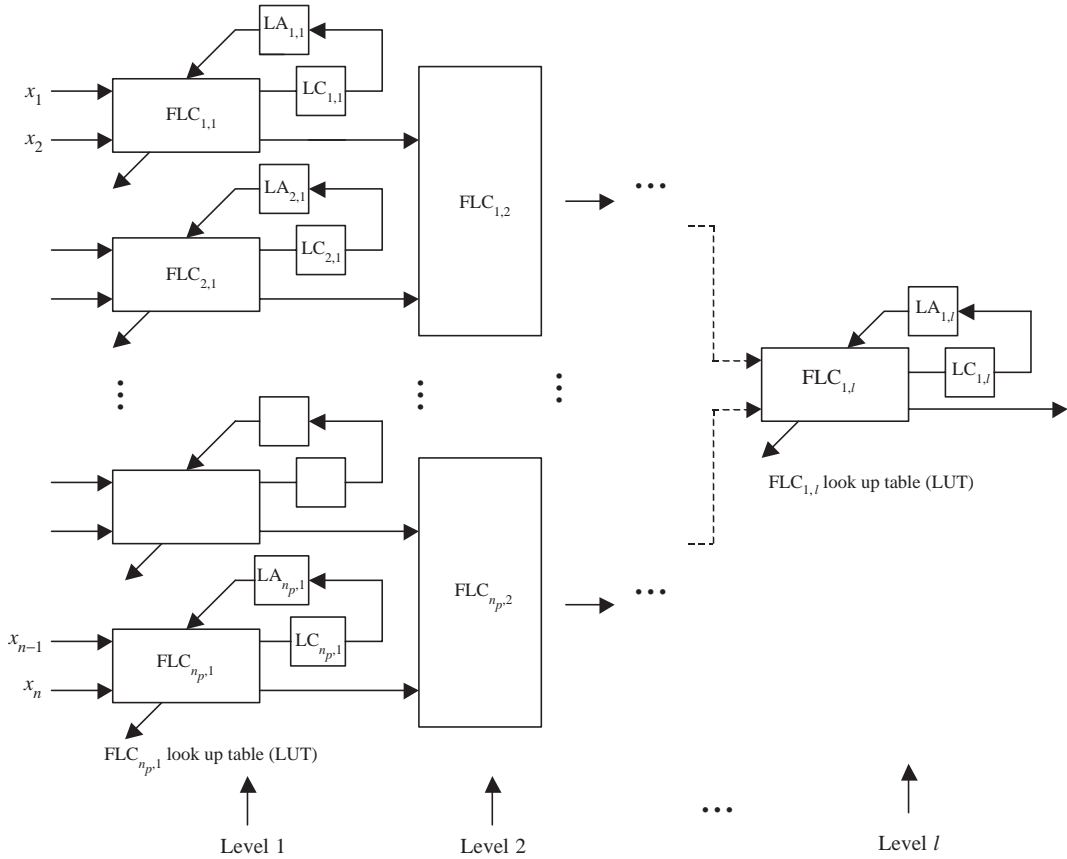 LA1,1
x1
LC1,1
FLC1,1
x2
LA2,1
FLC1,2
...
LC2,1
FLC2,1
LA1,l
FLC1,l
LC1,l
FLC1,l look up table (LUT)
LAnp,1
FLCnp,2
...
xn−1
LCnp,1
FLCnp,1
xn
FLCnp,1 look up table (LUT)
...
Level 1
Level 2
Level l